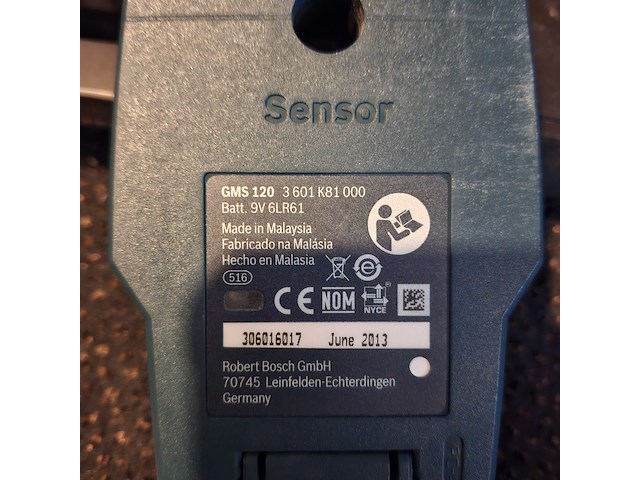 Sensor
GMS 120 3 601 K81 000
Batt. 9V 6LR61
Made in Malaysia
Fabricado na Malásia
Hecho en Malasia
516
CE NOM NYCE
306016017 June 2013
Robert Bosch GmbH
70745 Leinfelden-Echterdingen
Germany